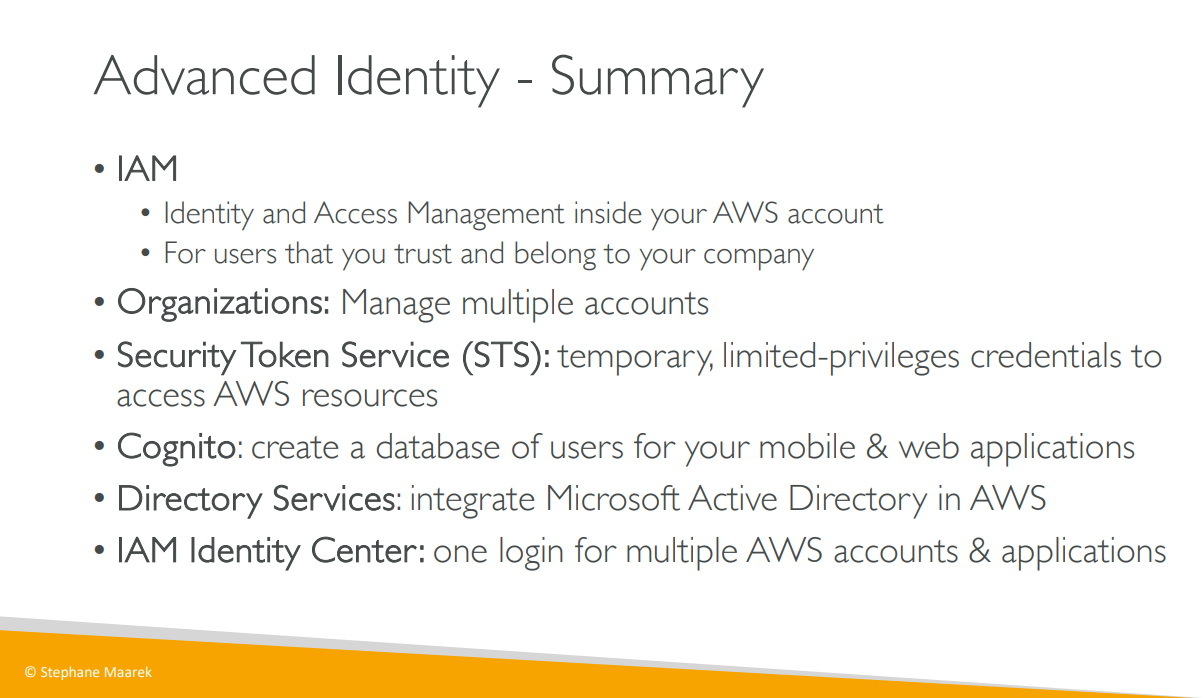 Advanced Identity - Summary
• IAM
• Identity and Access Management inside your AWS account
• For users that you trust and belong to your company
• Organizations: Manage multiple accounts
• Security Token Service (STS): temporary, limited-privileges credentials to
access AWS resources
• Cognito: create a database of users for your mobile & web applications
• Directory Services: integrate Microsoft Active Directory in AWS
• IAM Identity Center: one login for multiple AWS accounts & applications
© Stephane Maarek